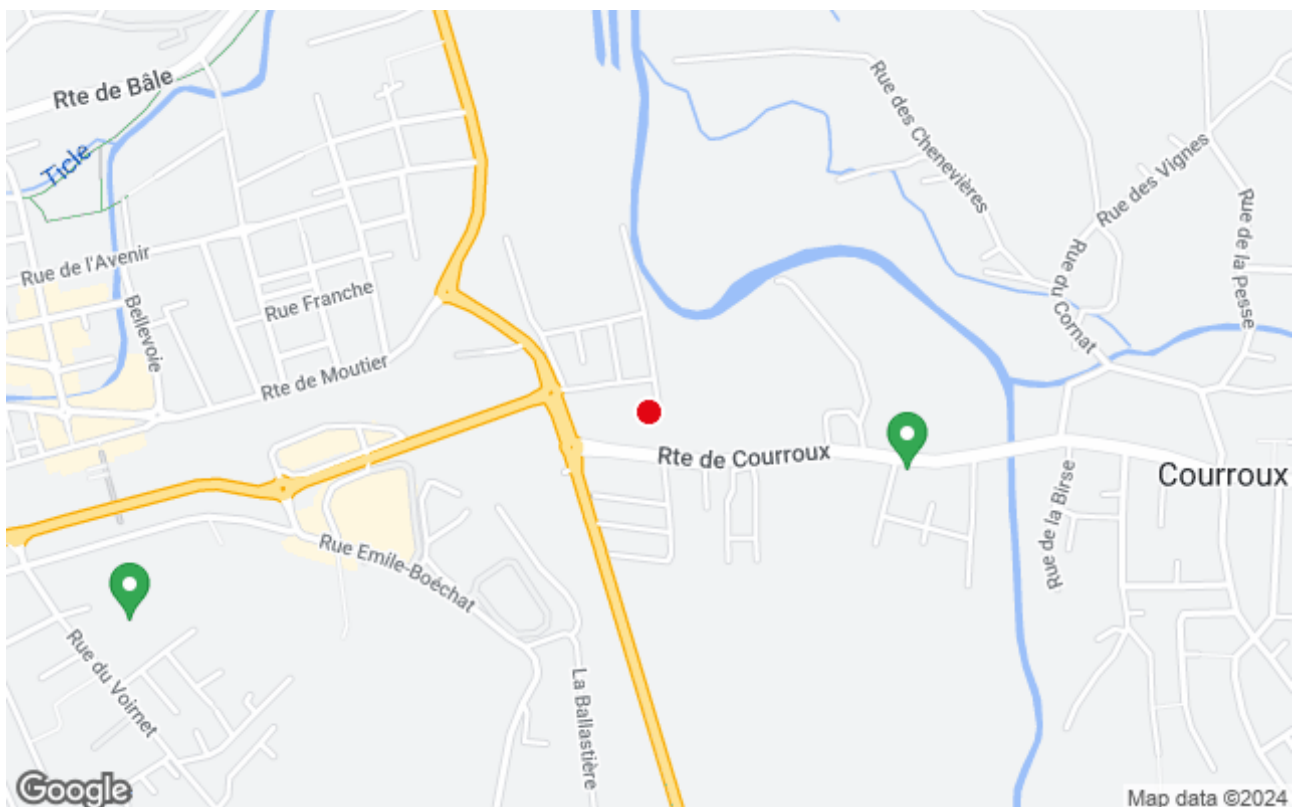 Rte de Bâle
Ticle
Rue des Chenevières
Rue des Vignes
Rue de la Pesse
Rue de l'Avenir
Rue Franche
Bellevoie
Rue du Cornat
Rte de Moutier
Rte de Courroux
Courroux
Rue de la Birse
Rue Emile-Boéchat
Rue du Voirnet
La Ballastière
Google
Map data ©2024